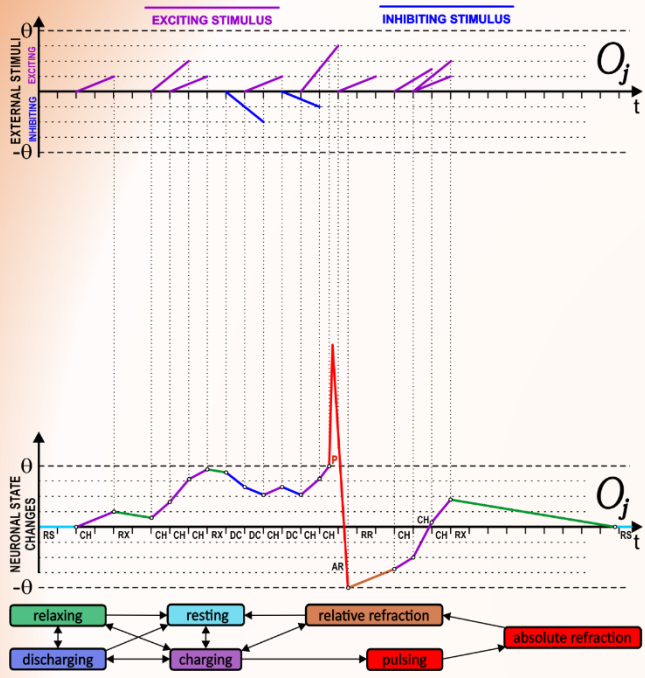 EXCITING STIMULUS
INHIBITING STIMULUS
EXTERNAL STIMULI
EXCITING
INHIBITING
θ
-θ
Oj
t
NEURONAL STATE
CHANGES
θ
-θ
P
AR
CH
Oj
t
RS CH RX CH CH CH RX DC DC CH DC CH CH RR CH CH RX RS
relaxing
resting
relative refraction
absolute refraction
discharging
charging
pulsing